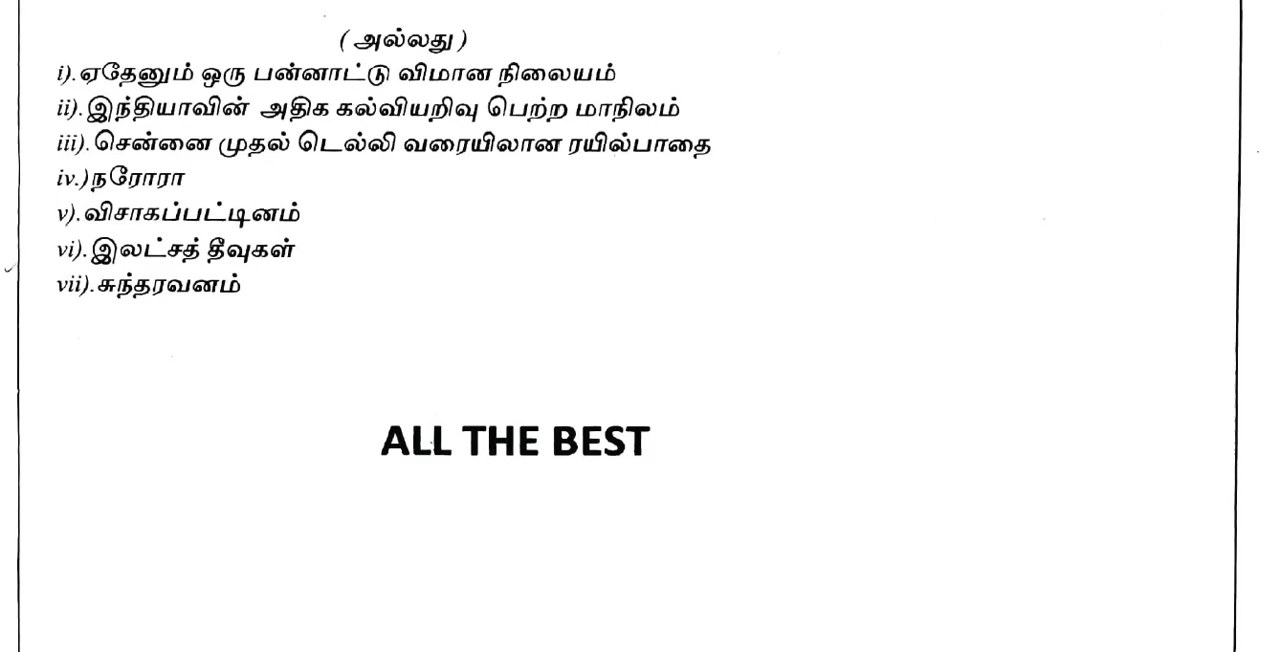 ( அல்லது )
i).ஏதேனும் ஒரு பன்னாட்டு விமான நிலையம்
ii).இந்தியாவின் அதிக கல்வியறிவு பெற்ற மாநிலம்
iii).சென்னை முதல் டெல்லி வரையிலான ரயில்பாதை
iv.)நரோரா
v).விசாகப்பட்டினம்
vi).இலட்சத் தீவுகள்
vii).சுந்தரவனம்
ALL THE BEST